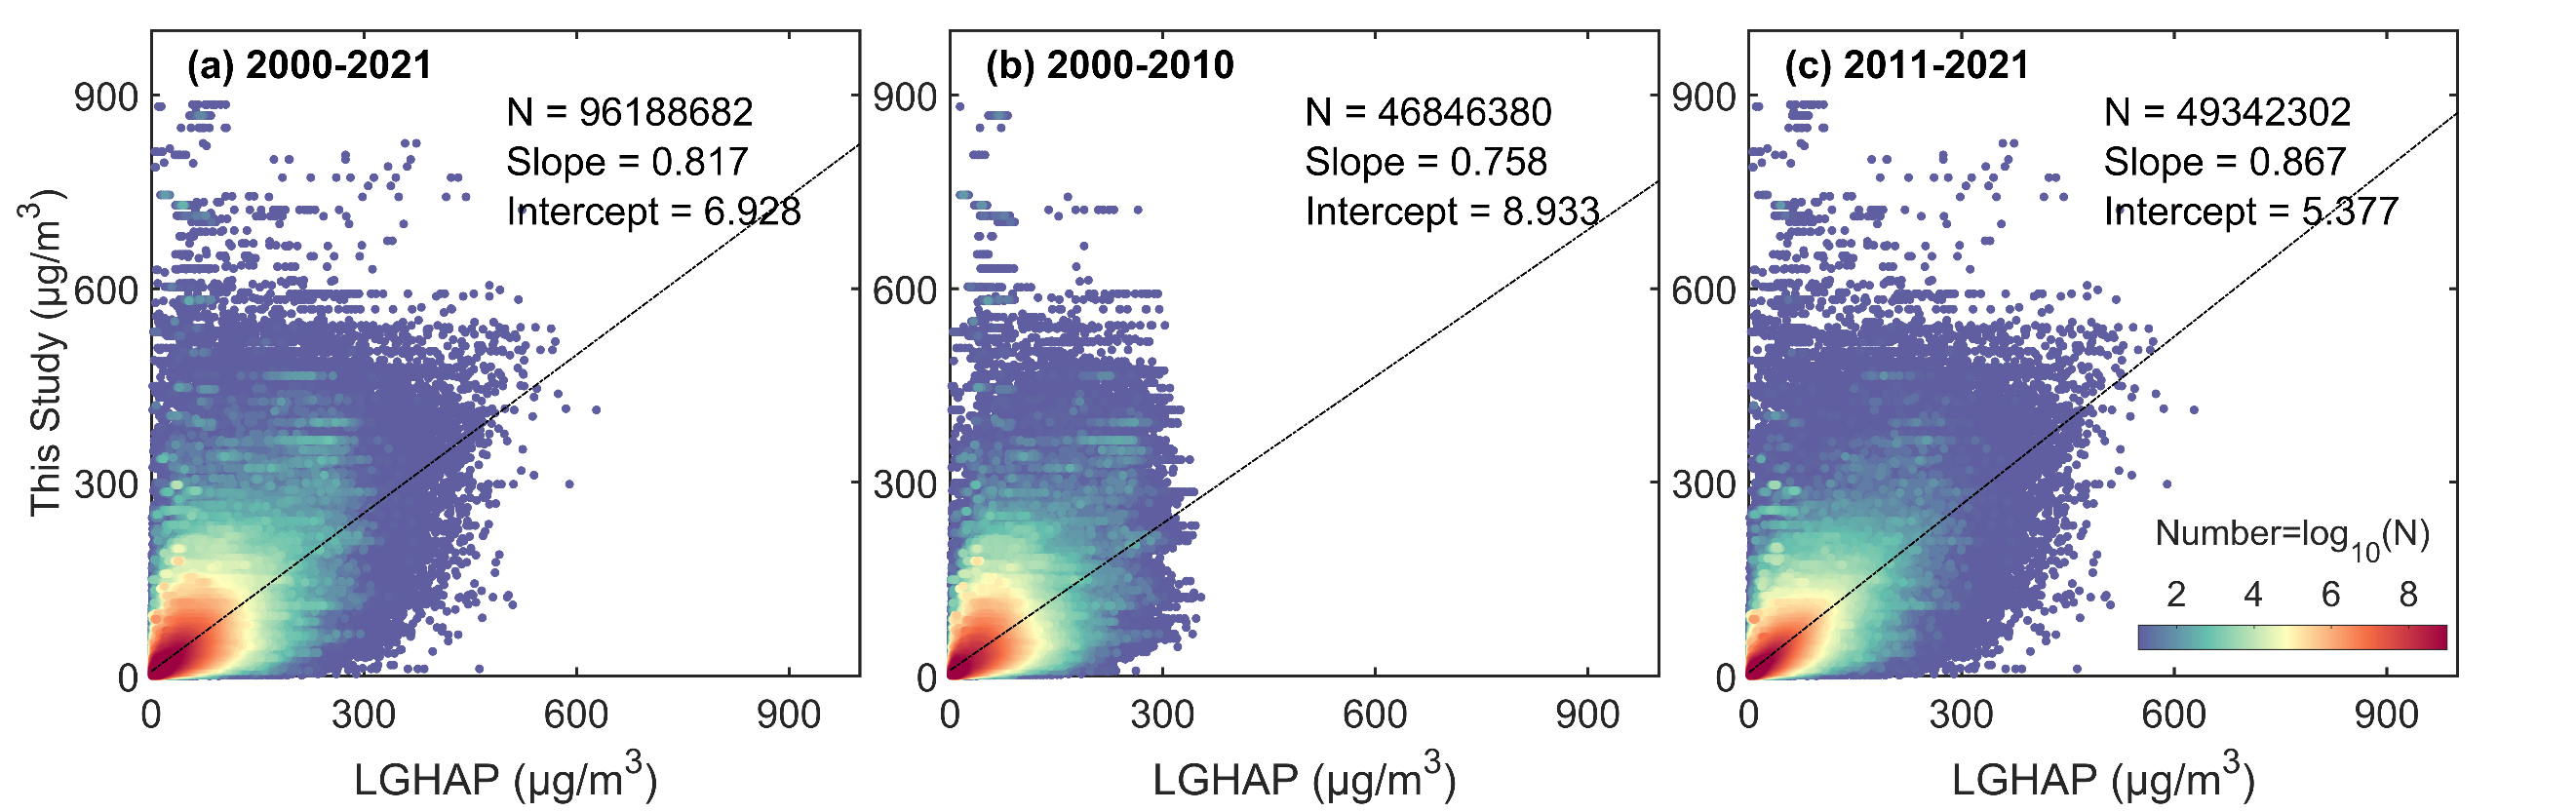 (a) 2000-2021
N = 96188682
Slope = 0.817
Intercept = 6.928
This Study (μg/m³)
900
600
300
0
0 300 600 900
LGHAP (μg/m³)
(b) 2000-2010
N = 46846380
Slope = 0.758
Intercept = 8.933
900
600
300
0
0 300 600 900
LGHAP (μg/m³)
(c) 2011-2021
N = 49342302
Slope = 0.867
Intercept = 5.377
900
600
300
0
Number=log₁₀(N)
2 4 6 8
0 300 600 900
LGHAP (μg/m³)